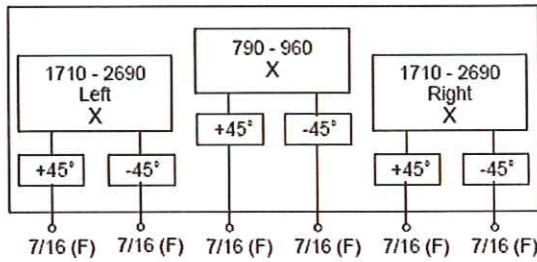 1710 - 2690
Left
X
790 - 960
X
1710 - 2690
Right
X
+45° -45° +45° -45° +45° -45°
7/16 (F) 7/16 (F) 7/16 (F) 7/16 (F) 7/16 (F) 7/16 (F)